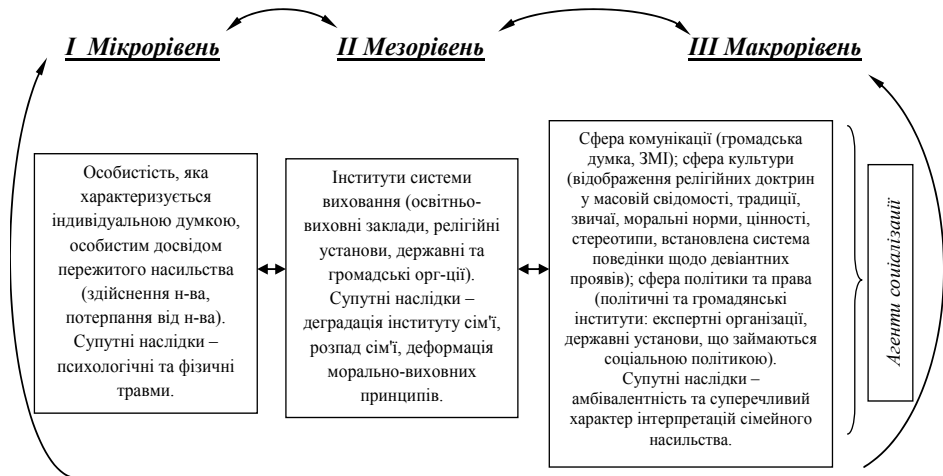 I Мікрорівень
II Мезорівень
III Макрорівень
Особистість, яка
характеризується
індивідуальною думкою,
особистим досвідом
пережитого насильства
(здійснення н-ва,
потерпання від н-ва).
Супутні наслідки –
психологічні та фізичні
травми.
Інститути системи
виховання (освітньо-
виховні заклади, релігійні
установи, державні та
громадські орг-ції).
Супутні наслідки –
деградація інституту сім'ї,
розпад сім'ї, деформація
морально-виховних
принципів.
Сфера комунікації (громадська
думка, ЗМІ); сфера культури
(відображення релігійних доктрин
у масовій свідомості, традиції,
звичаї, моральні норми, цінності,
стереотипи, встановлена система
поведінки щодо девіантних
проявів); сфера політики та права
(політичні та громадянські
інститути: експертні організації,
державні установи, що займаються
соціальною політикою).
Супутні наслідки –
амбівалентність та суперечливий
характер інтерпретацій сімейного
насильства.
Агенти соціалізації